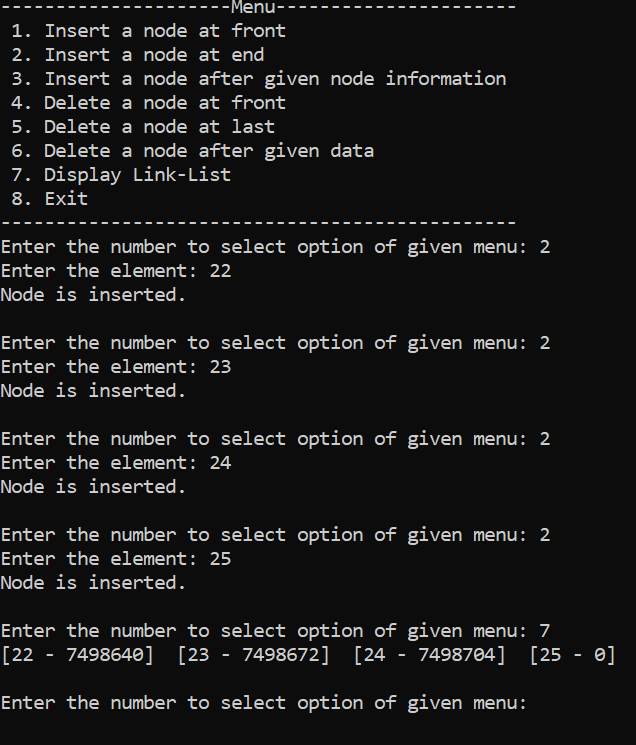 ---------------------Menu----------------------
1. Insert a node at front
2. Insert a node at end
3. Insert a node after given node information
4. Delete a node at front
5. Delete a node at last
6. Delete a node after given data
7. Display Link-List
8. Exit
-----------------------------------------------
Enter the number to select option of given menu: 2
Enter the element: 22
Node is inserted.
Enter the number to select option of given menu: 2
Enter the element: 23
Node is inserted.
Enter the number to select option of given menu: 2
Enter the element: 24
Node is inserted.
Enter the number to select option of given menu: 2
Enter the element: 25
Node is inserted.
Enter the number to select option of given menu: 7
[22 - 7498640]  [23 - 7498672]  [24 - 7498704]  [25 - 0]
Enter the number to select option of given menu: